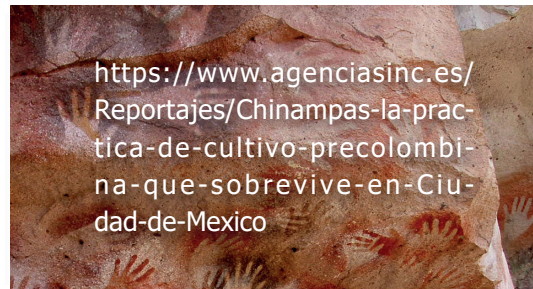 https://www.agenciasinc.es/
Reportajes/Chinampas-la-prac-
tica-de-cultivo-precolombi-
na-que-sobrevive-en-Ciu-
dad-de-Mexico